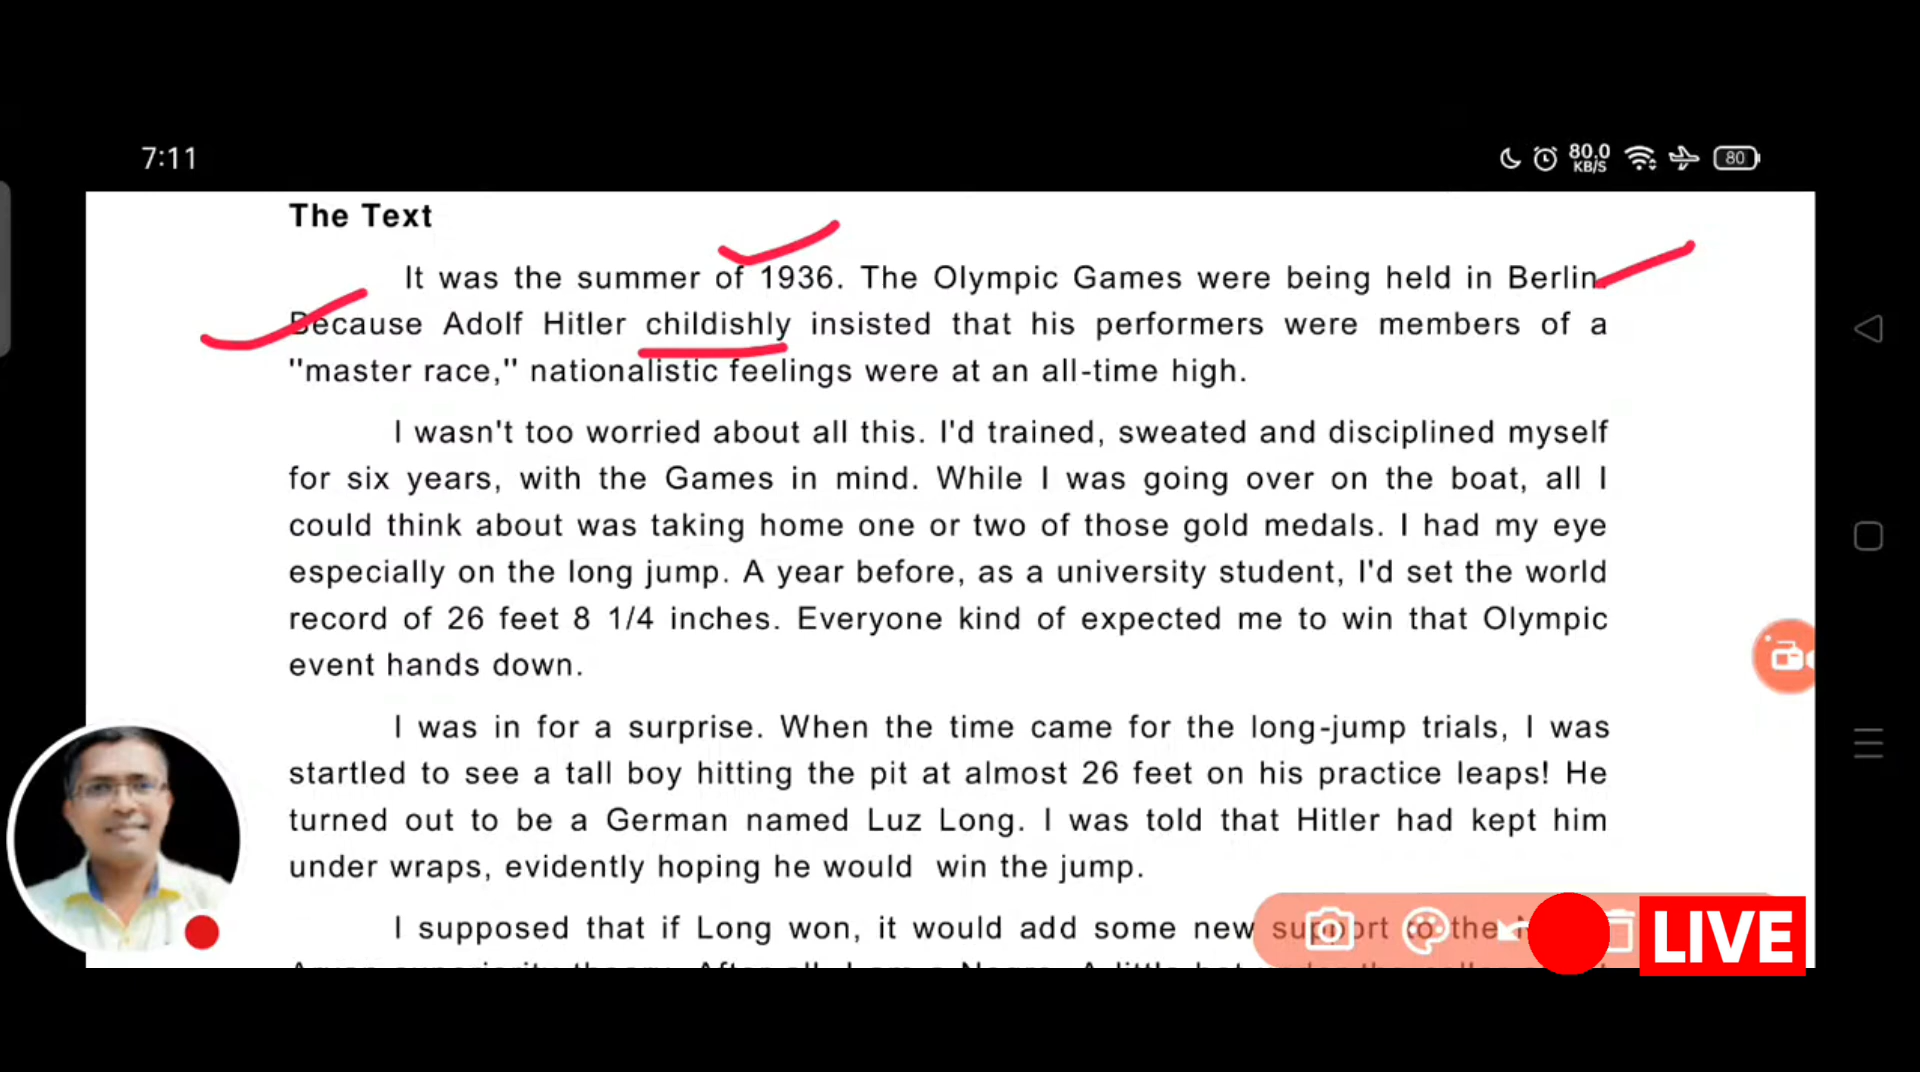 7:11
80.0
KB/S
80
The Text
It was the summer of 1936. The Olympic Games were being held in Berlin.
Because Adolf Hitler childishly insisted that his performers were members of a
"master race," nationalistic feelings were at an all-time high.
I wasn't too worried about all this. I'd trained, sweated and disciplined myself
for six years, with the Games in mind. While I was going over on the boat, all I
could think about was taking home one or two of those gold medals. I had my eye
especially on the long jump. A year before, as a university student, I'd set the world
record of 26 feet 8 1/4 inches. Everyone kind of expected me to win that Olympic
event hands down.
I was in for a surprise. When the time came for the long-jump trials, I was
startled to see a tall boy hitting the pit at almost 26 feet on his practice leaps! He
turned out to be a German named Luz Long. I was told that Hitler had kept him
under wraps, evidently hoping he would win the jump.
I supposed that if Long won, it would add some new support to the
LIVE